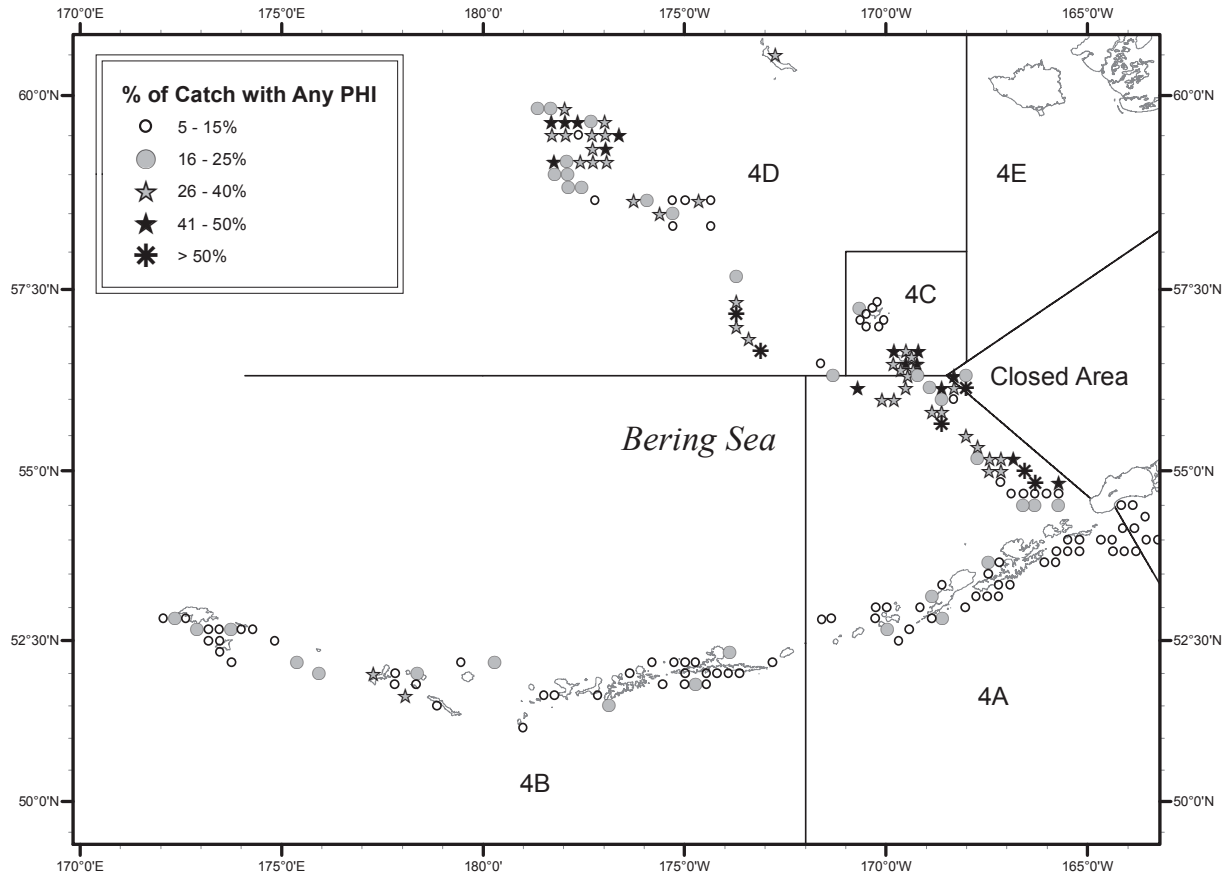 170°0'E 175°0'E 180°0' 175°0'W 170°0'W 165°0'W
% of Catch with Any PHI
5 - 15%
16 - 25%
26 - 40%
41 - 50%
> 50%
60°0'N 60°0'N
4D 4E
57°30'N 57°30'N
4C
Closed Area
Bering Sea
55°0'N 55°0'N
52°30'N 52°30'N
4A
4B
50°0'N 50°0'N
170°0'E 175°0'E 180°0' 175°0'W 170°0'W 165°0'W